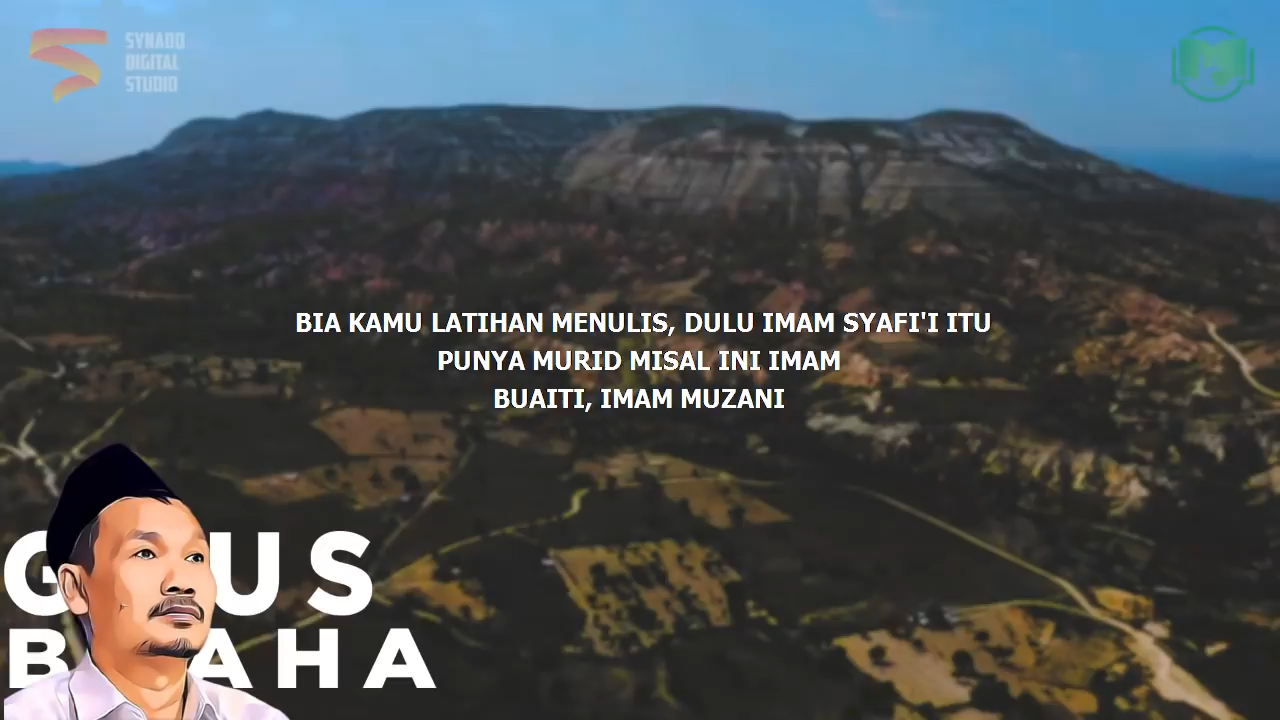 SYNADO
DIGITAL
STUDIO
BIA KAMU LATIHAN MENULIS, DULU IMAM SYAFI'I ITU
PUNYA MURID MISAL INI IMAM
BUAITI, IMAM MUZANI
GUS
BAHA